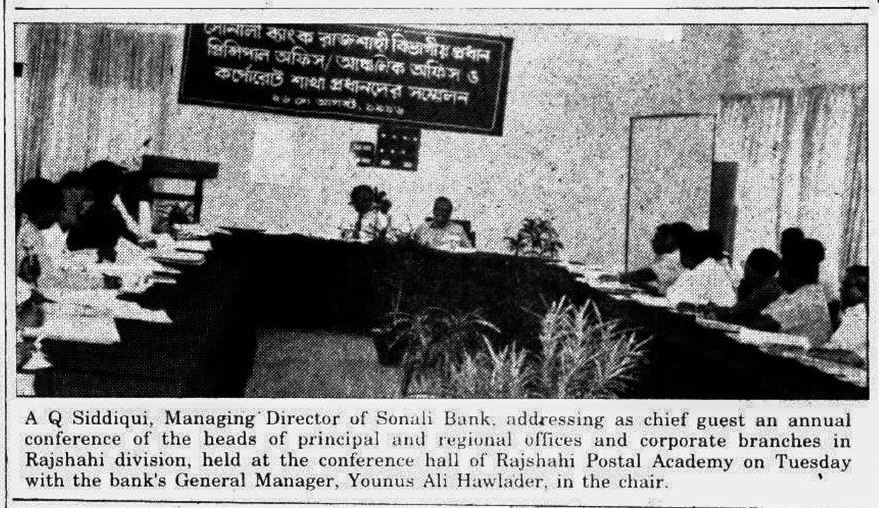 সোনালী ব্যাংক রাজশাহী বিভাগীয় প্রধান
প্রিন্সিপাল অফিস/ আঞ্চলিক অফিস ও
কর্পোরেট শাখা প্রধানদের সম্মেলন
২৬ শে আগস্ট,
A Q Siddiqui, Managing Director of Sonali Bank, addressing as chief guest an annual
conference of the heads of principal and regional offices and corporate branches in
Rajshahi division, held at the conference hall of Rajshahi Postal Academy on Tuesday
with the bank's General Manager, Younus Ali Hawlader, in the chair.